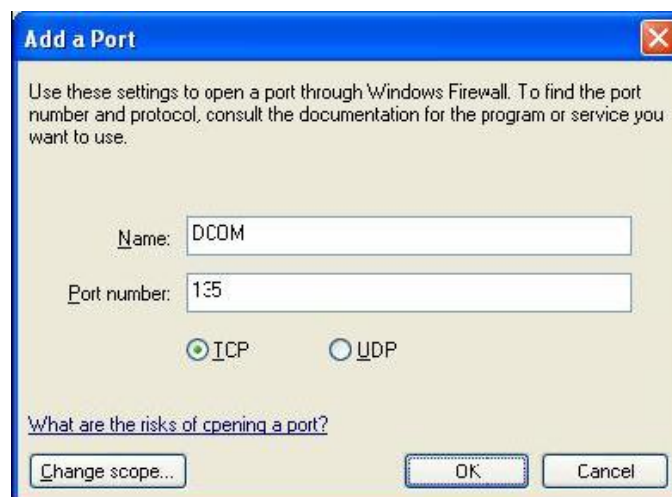 Add a Port
Use these settings to open a port through Windows Firewall. To find the port
number and protocol, consult the documentation for the program or service you
want to use.
Name: DCOM
Port number: 135
TCP UDP
What are the risks of opening a port?
Change scope... OK Cancel